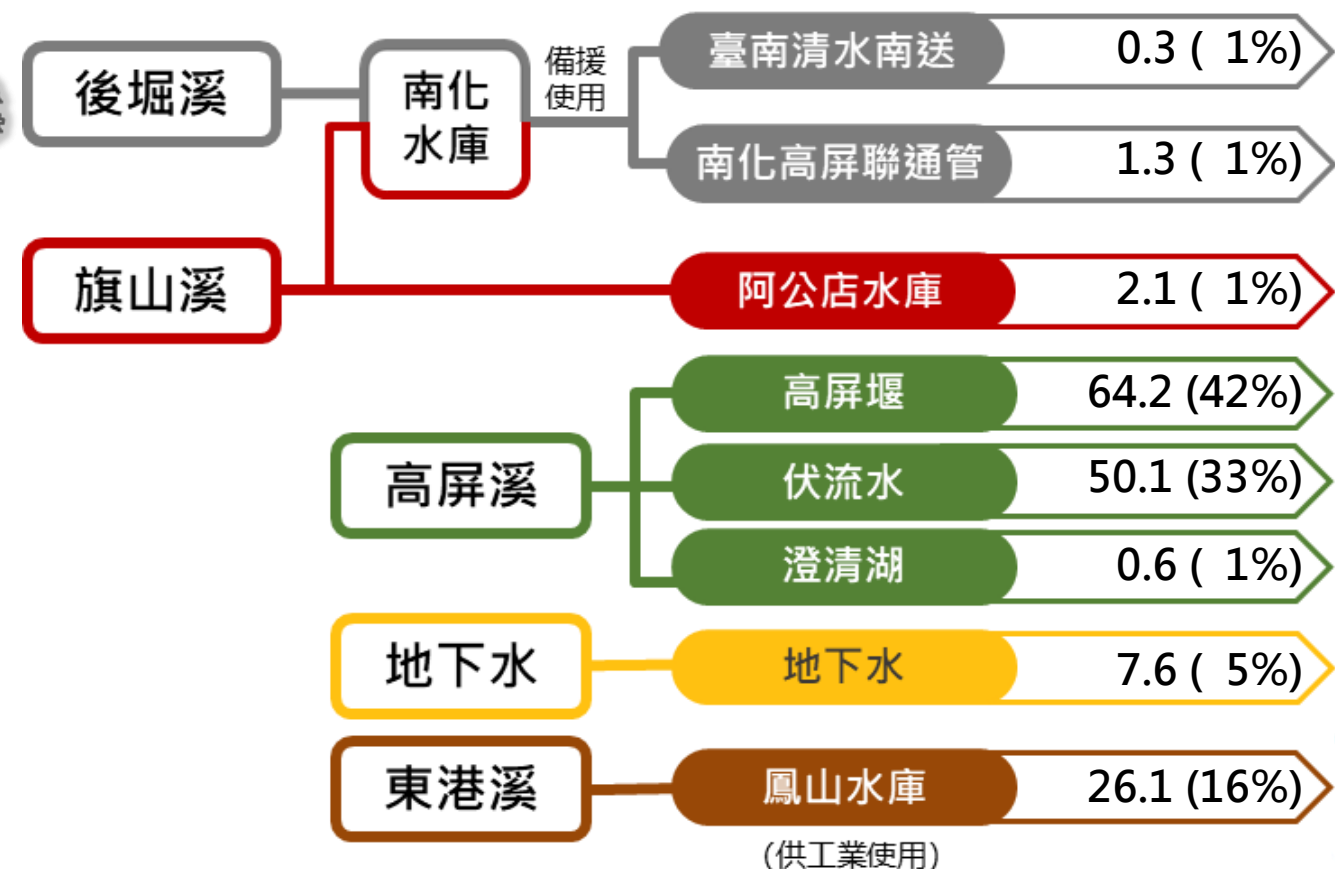 後堀溪
南化
水庫
備援
使用
臺南清水南送
0.3 ( 1%)
南化高屏聯通管
1.3 ( 1%)
旗山溪
阿公店水庫
2.1 ( 1%)
高屏溪
高屏堰
64.2 (42%)
伏流水
50.1 (33%)
澄清湖
0.6 ( 1%)
地下水
地下水
7.6 ( 5%)
東港溪
鳳山水庫
26.1 (16%)
(供工業使用)